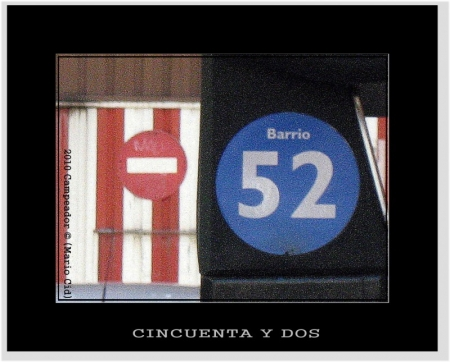 Barrio
52
2010 Campeador © (Mario Cid)
CINCUENTA Y DOS